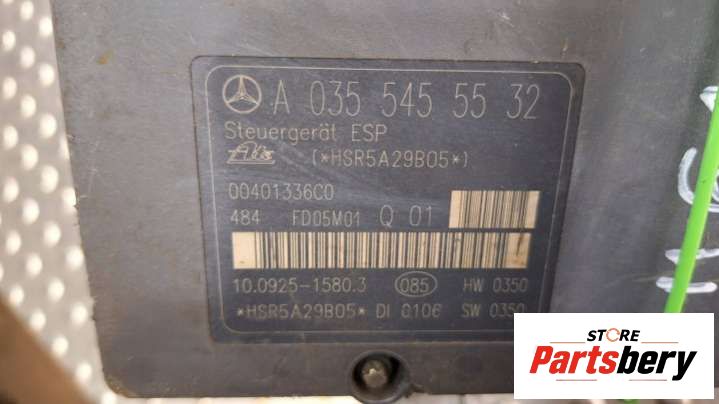 A 035 545 55 32
Steuergerät ESP
Ate (*HSR5A29B05*)
00401336C0
484 FD05M01 Q 01
10.0925-1580.3 085 HW 0350
*HSR5A29B05* DI 0106 SW 0350
STORE
Partsbery